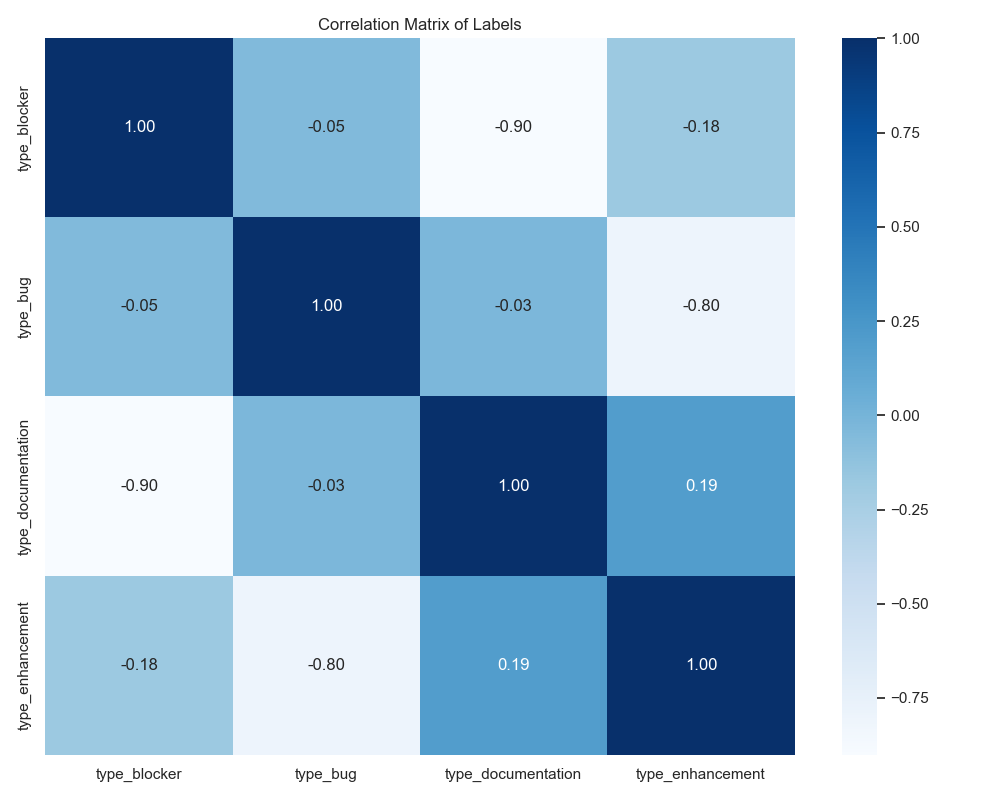 Correlation Matrix of Labels
type_blocker
1.00
-0.05
-0.90
-0.18
type_bug
-0.05
1.00
-0.03
-0.80
type_documentation
-0.90
-0.03
1.00
0.19
type_enhancement
-0.18
-0.80
0.19
1.00
type_blocker
type_bug
type_documentation
type_enhancement
1.00
0.75
0.50
0.25
0.00
−0.25
−0.50
−0.75